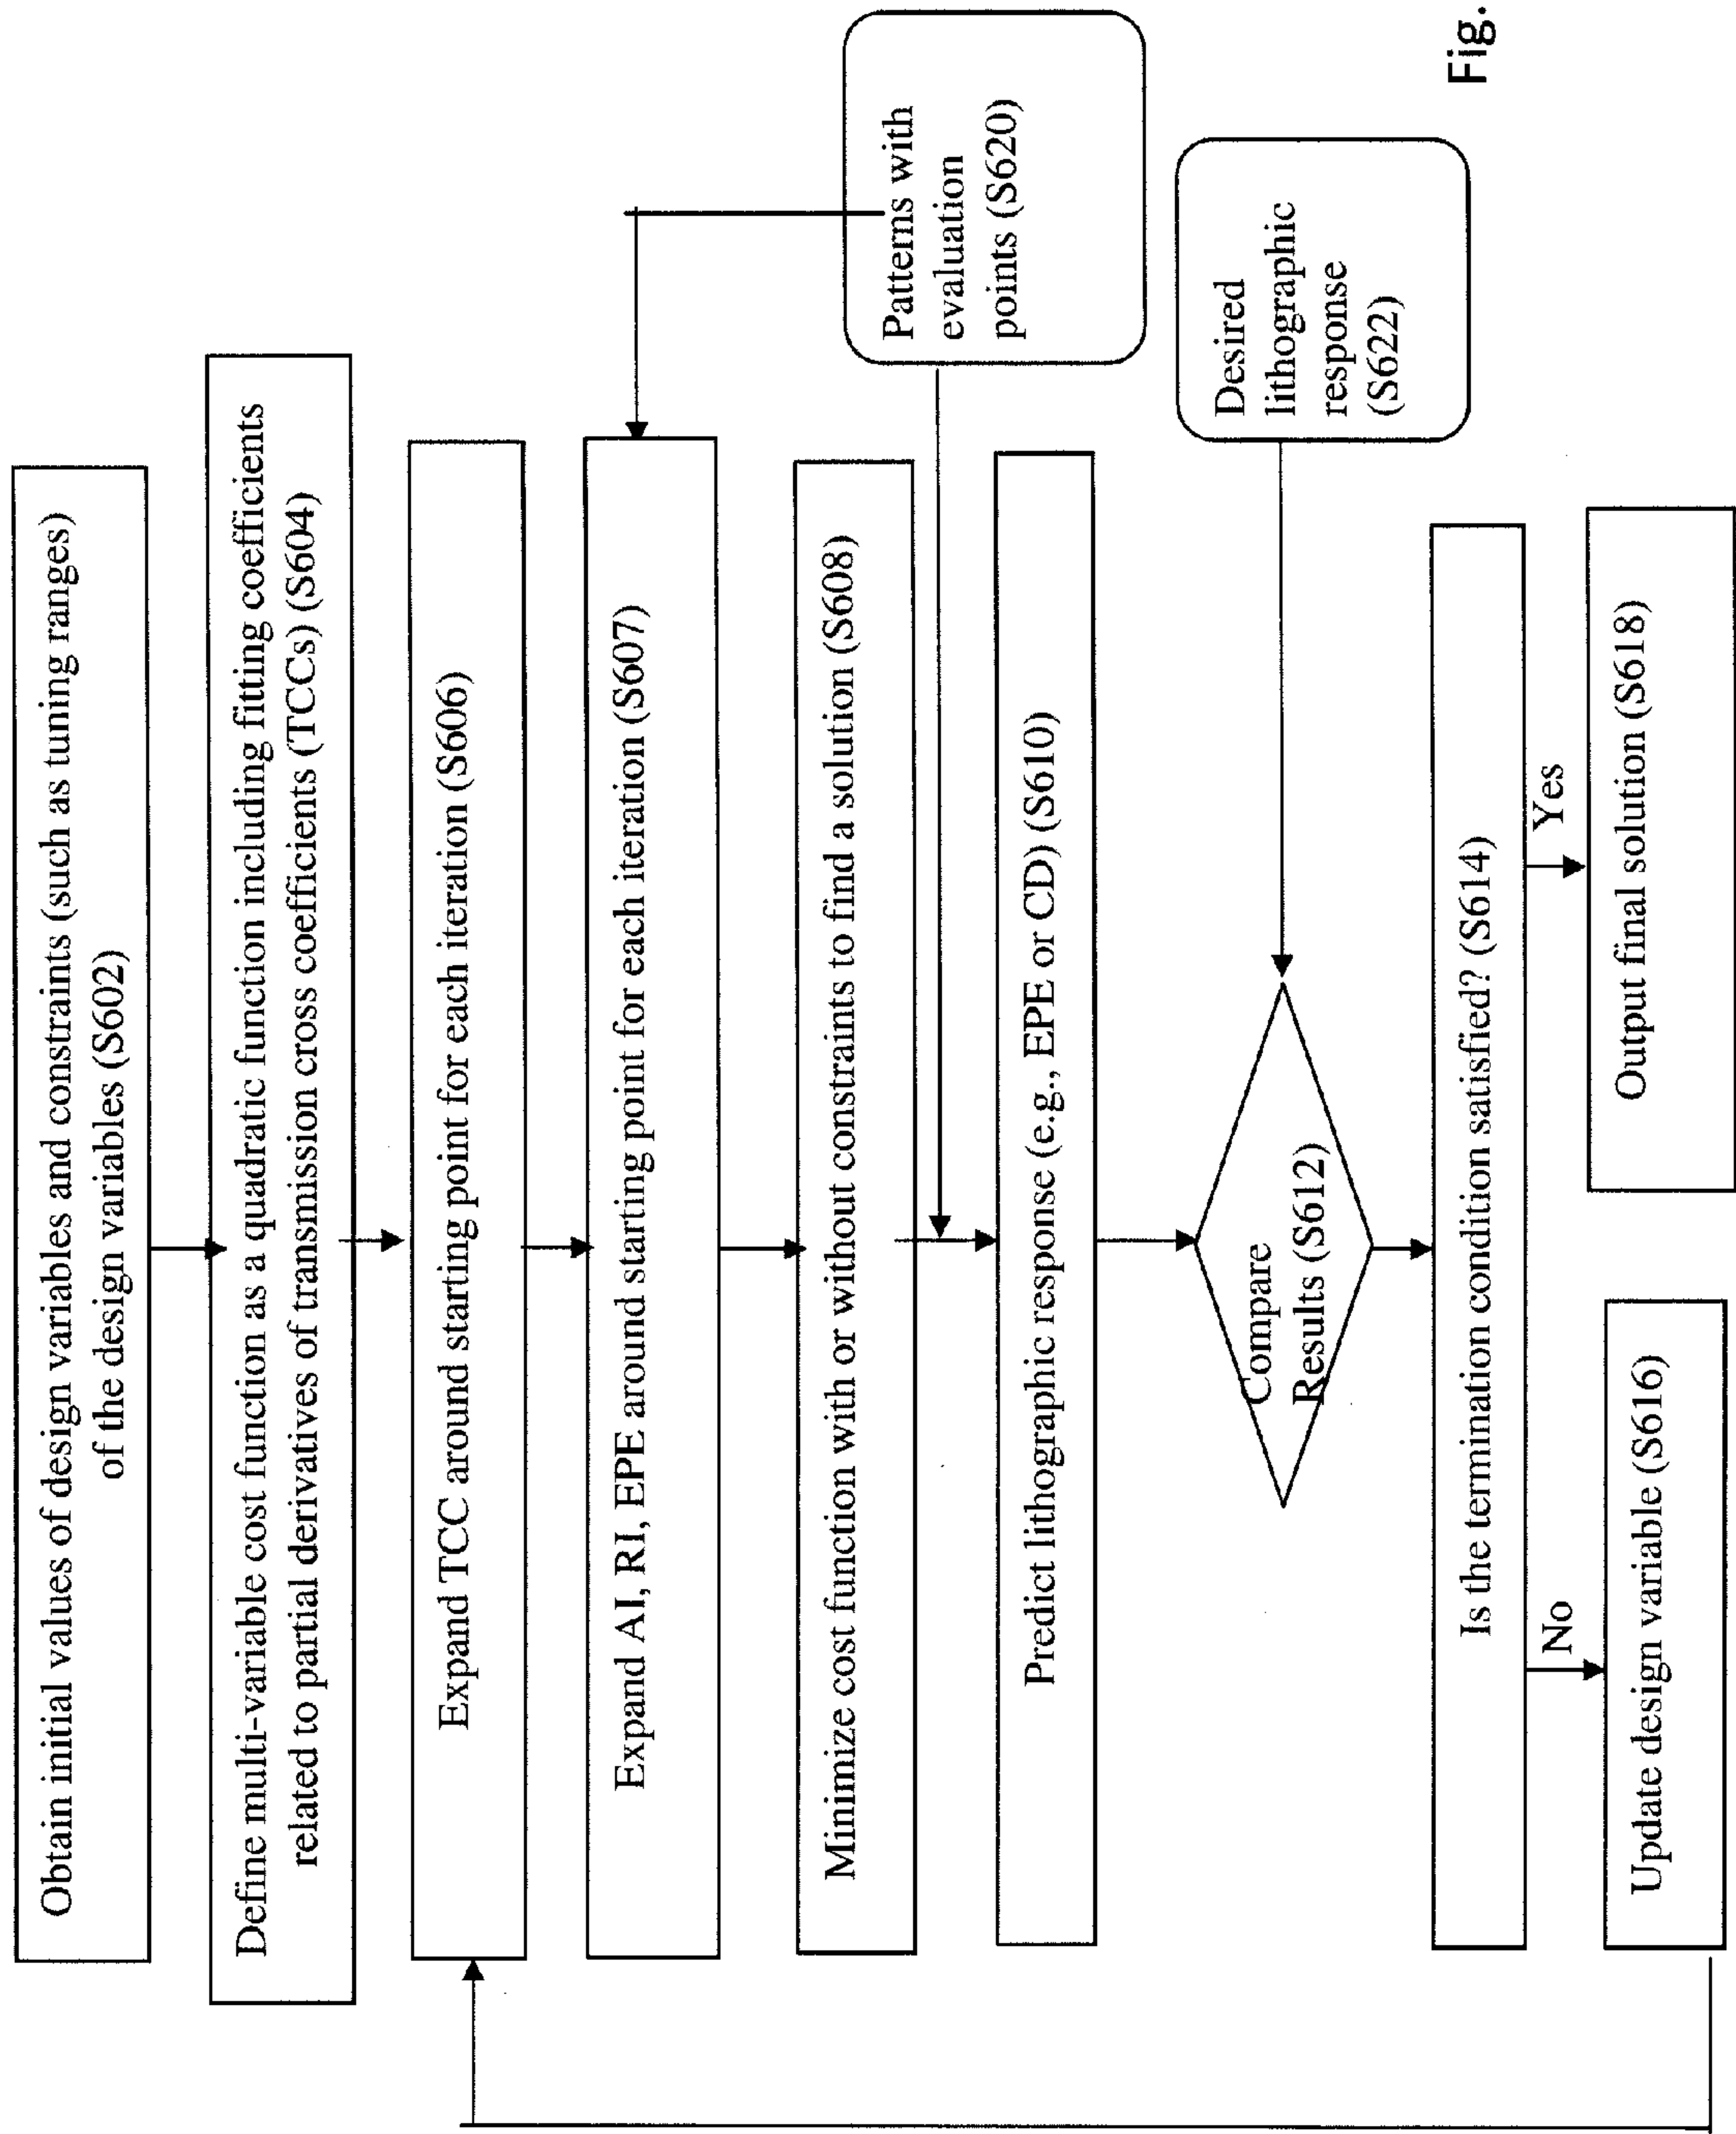 Obtain initial values of design variables and constraints (such as tuning ranges)
of the design variables (S602)
Define multi-variable cost function as a quadratic function including fitting coefficients
related to partial derivatives of transmission cross coefficients (TCCs) (S604)
Expand TCC around starting point for each iteration (S606)
Expand AI, RI, EPE around starting point for each iteration (S607)
Minimize cost function with or without constraints to find a solution (S608)
Patterns with
evaluation
points (S620)
Predict lithographic response (e.g., EPE or CD) (S610)
Desired
lithographic
response
(S622)
Compare
Results (S612)
Is the termination condition satisfied? (S614)
No
Yes
Update design variable (S616)
Output final solution (S618)
Fig.